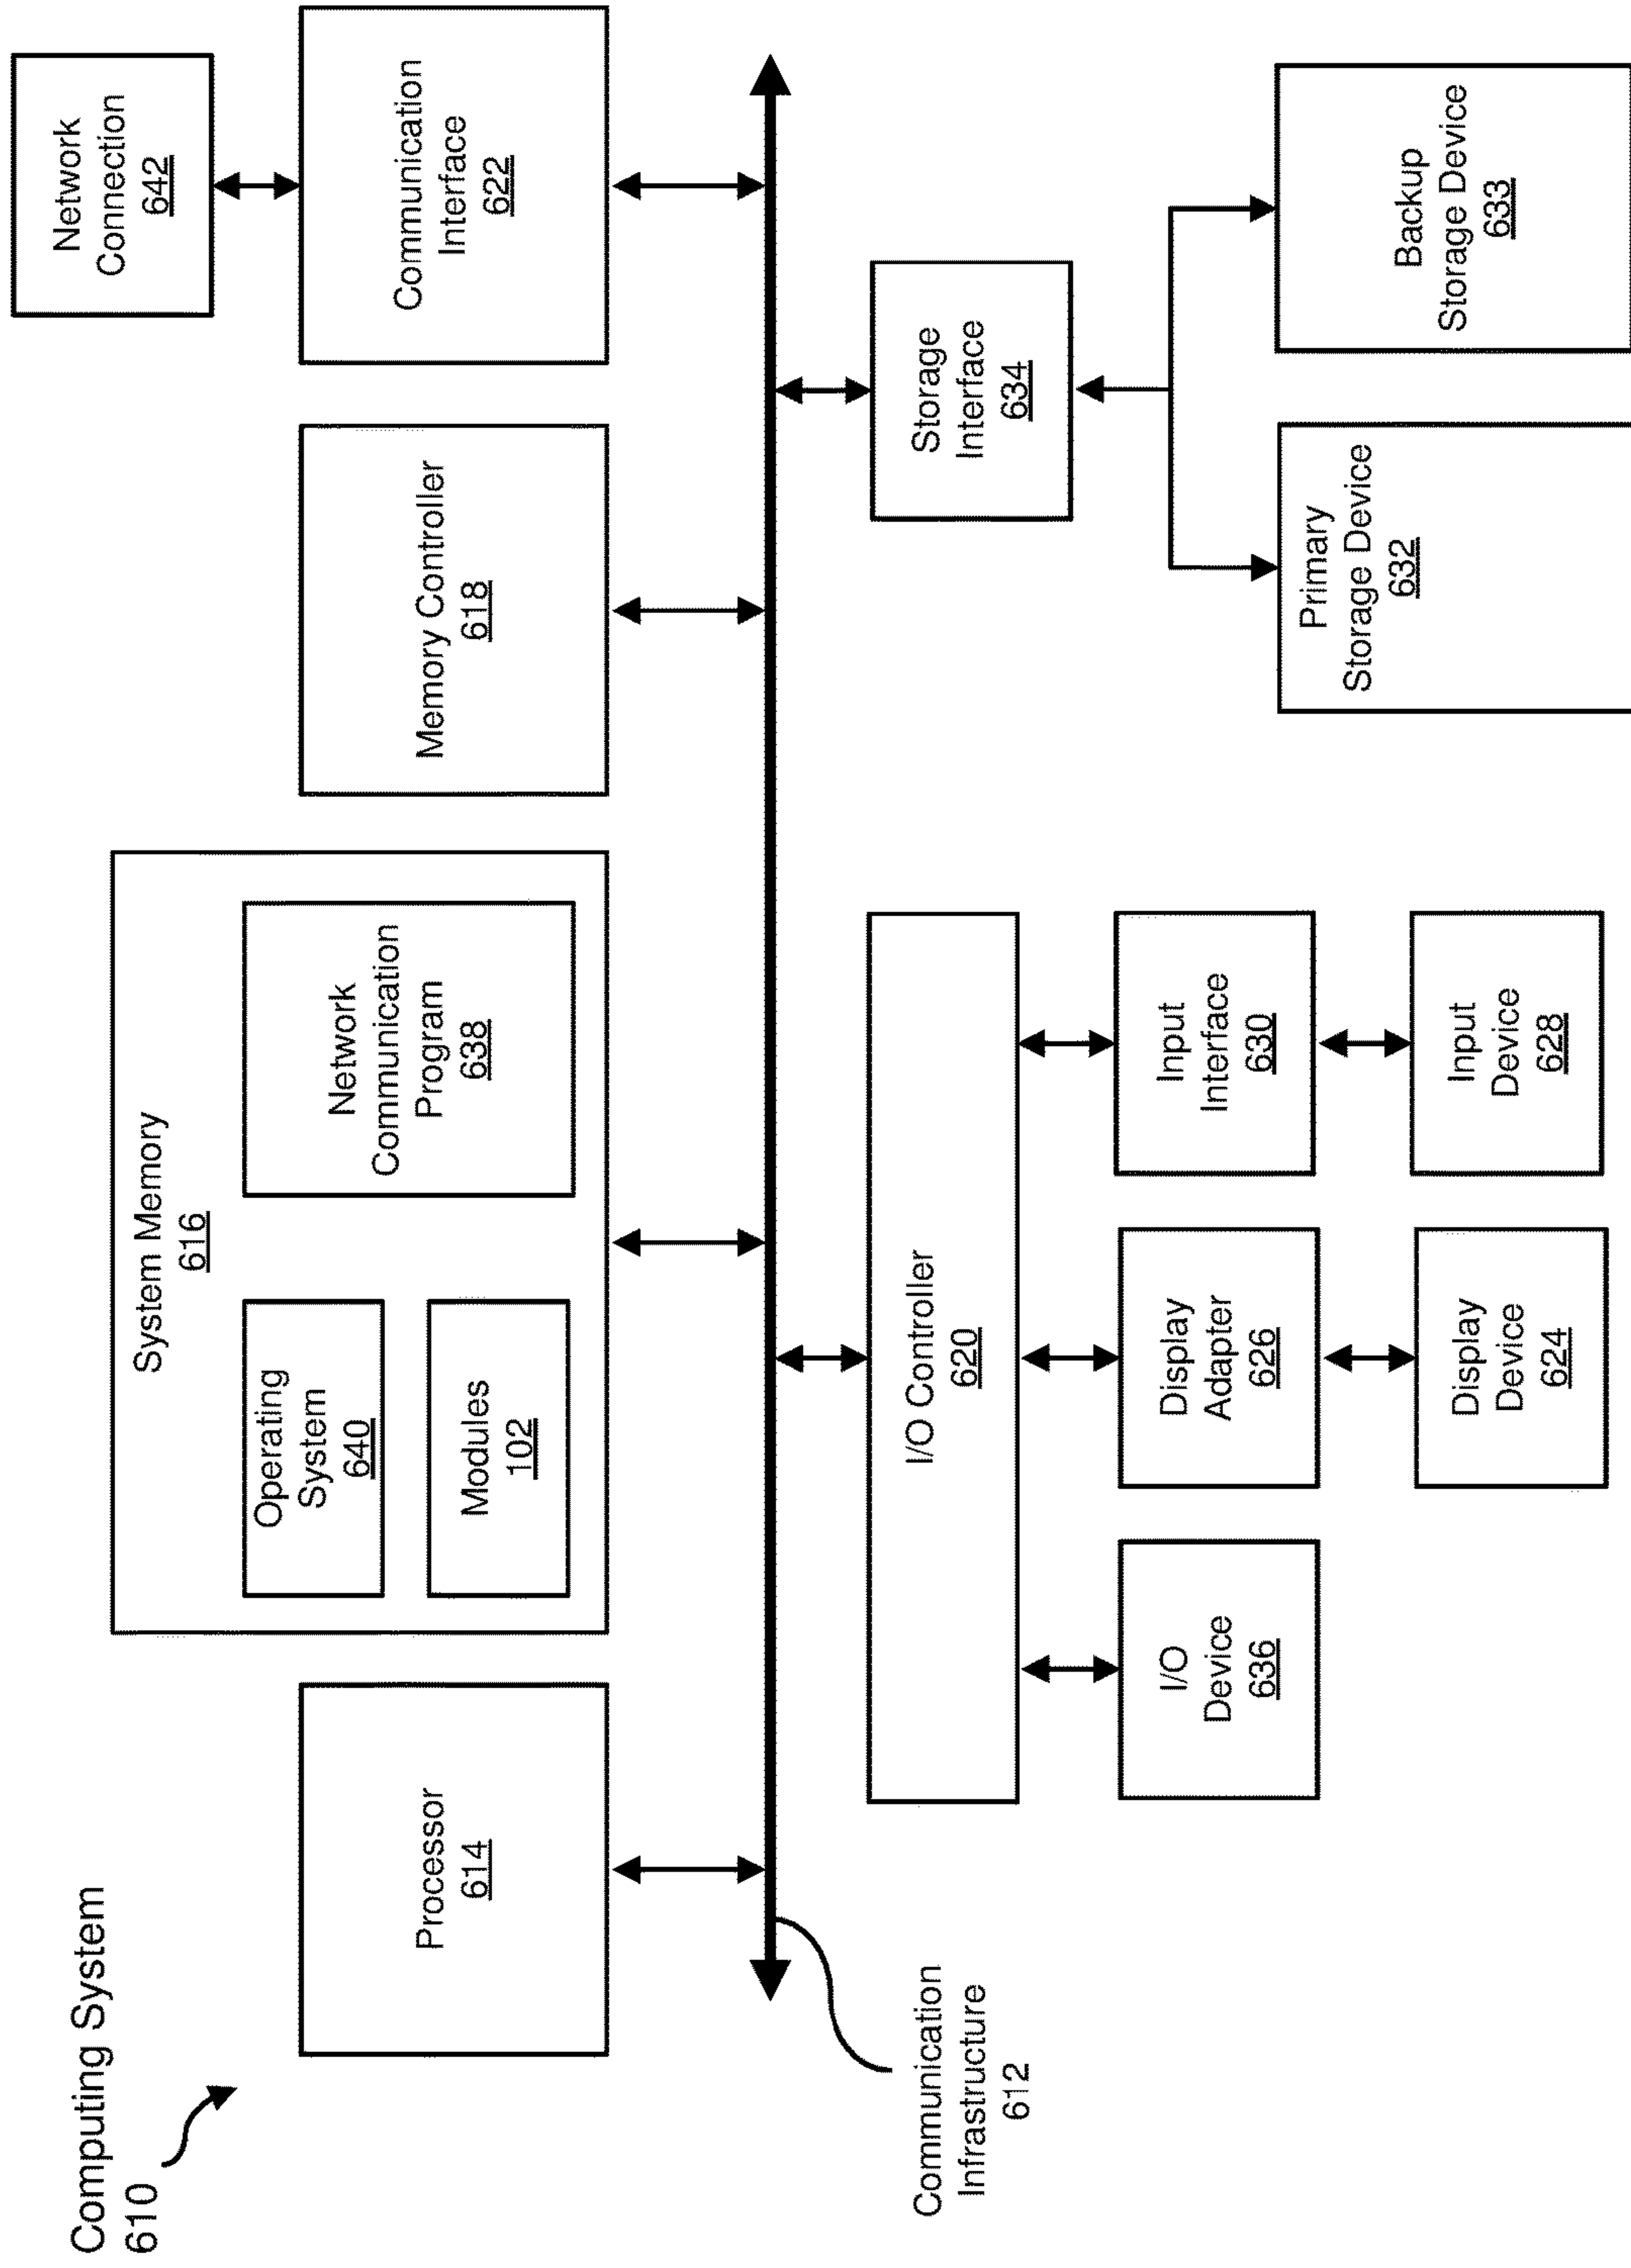 Computing System
610
Network
Connection
642
Processor
614
System Memory
616
Operating
System
640
Modules
102
Network
Communication
Program
638
Memory Controller
618
Communication
Interface
622
Communication
Infrastructure
612
I/O Controller
620
Storage
Interface
634
I/O
Device
636
Display
Adapter
626
Input
Interface
630
Display
Device
624
Input
Device
628
Primary
Storage Device
632
Backup
Storage Device
633